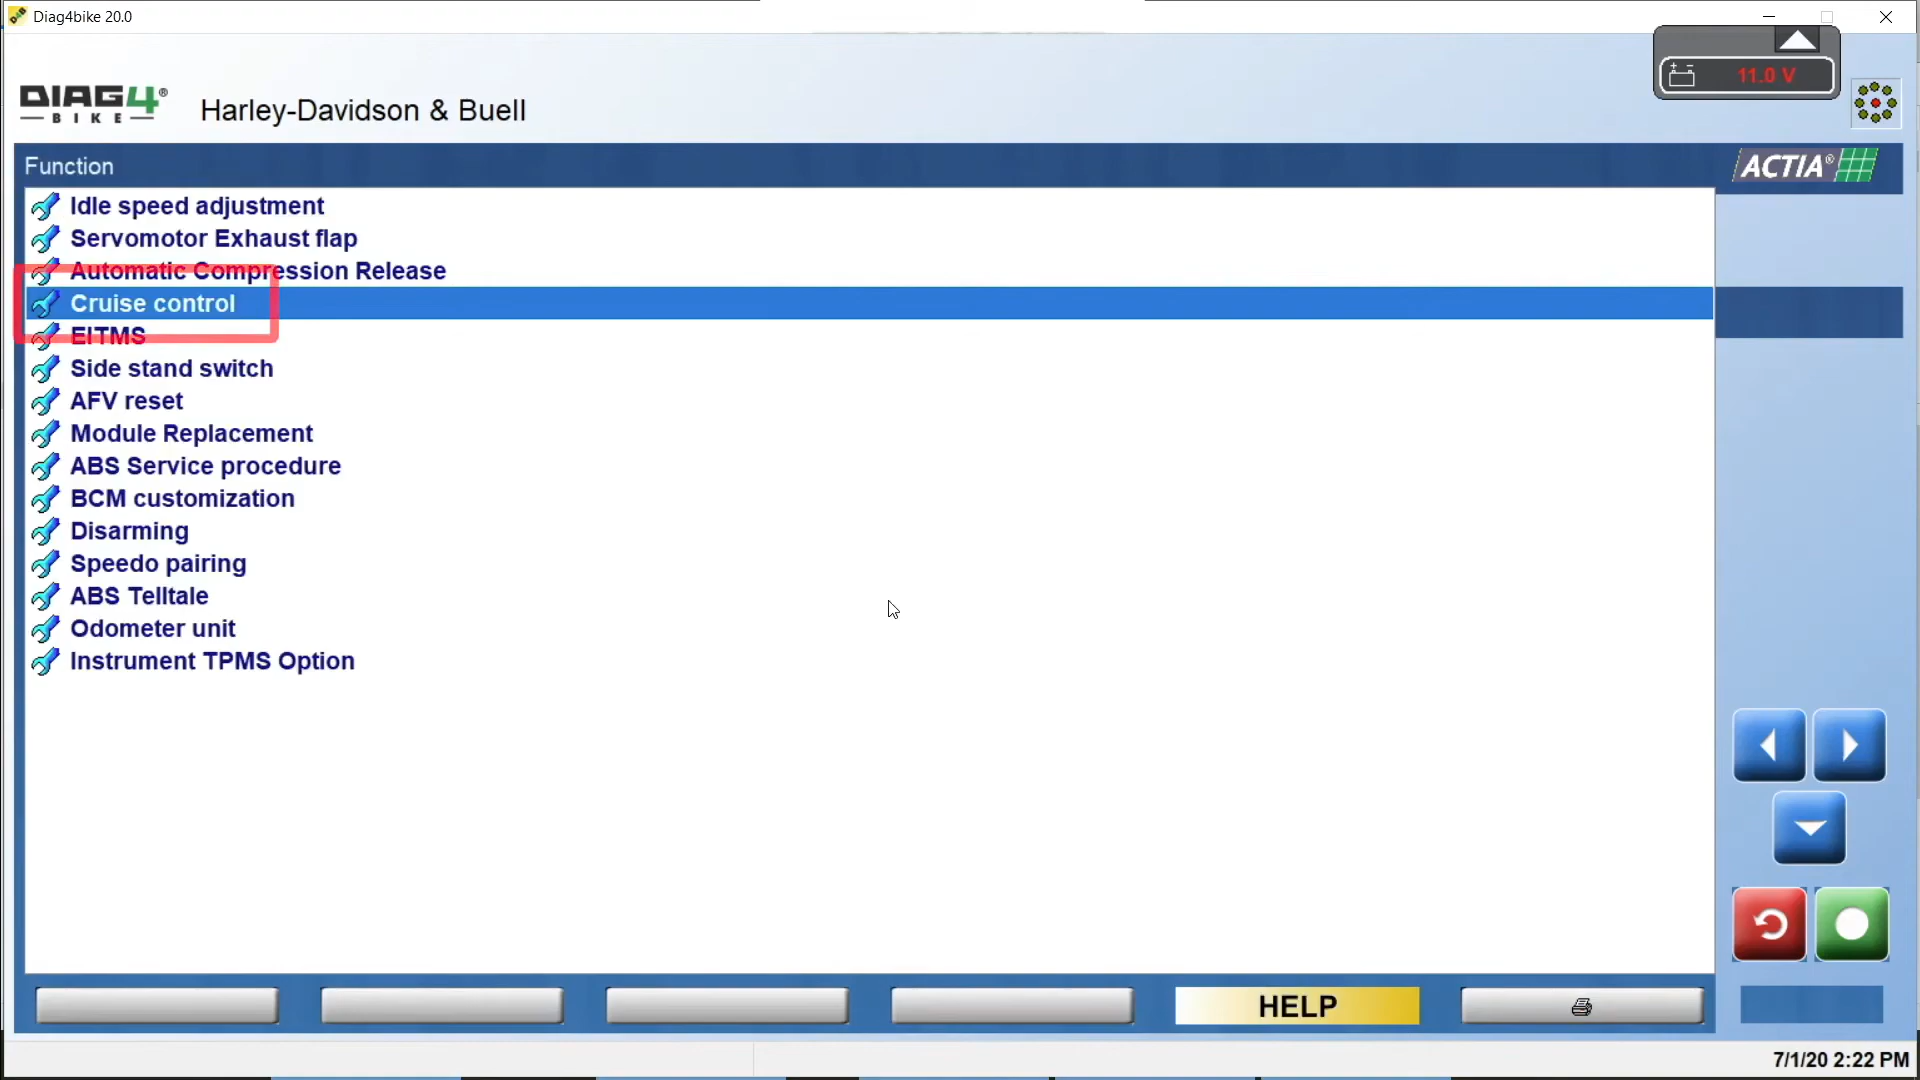 Diag4bike 20.0
11.0 V
DIAG4®
BIKE
Harley-Davidson & Buell
Function
ACTIA®
Idle speed adjustment
Servomotor Exhaust flap
Automatic Compression Release
Cruise control
EITMS
Side stand switch
AFV reset
Module Replacement
ABS Service procedure
BCM customization
Disarming
Speedo pairing
ABS Telltale
Odometer unit
Instrument TPMS Option
HELP
7/1/20 2:22 PM